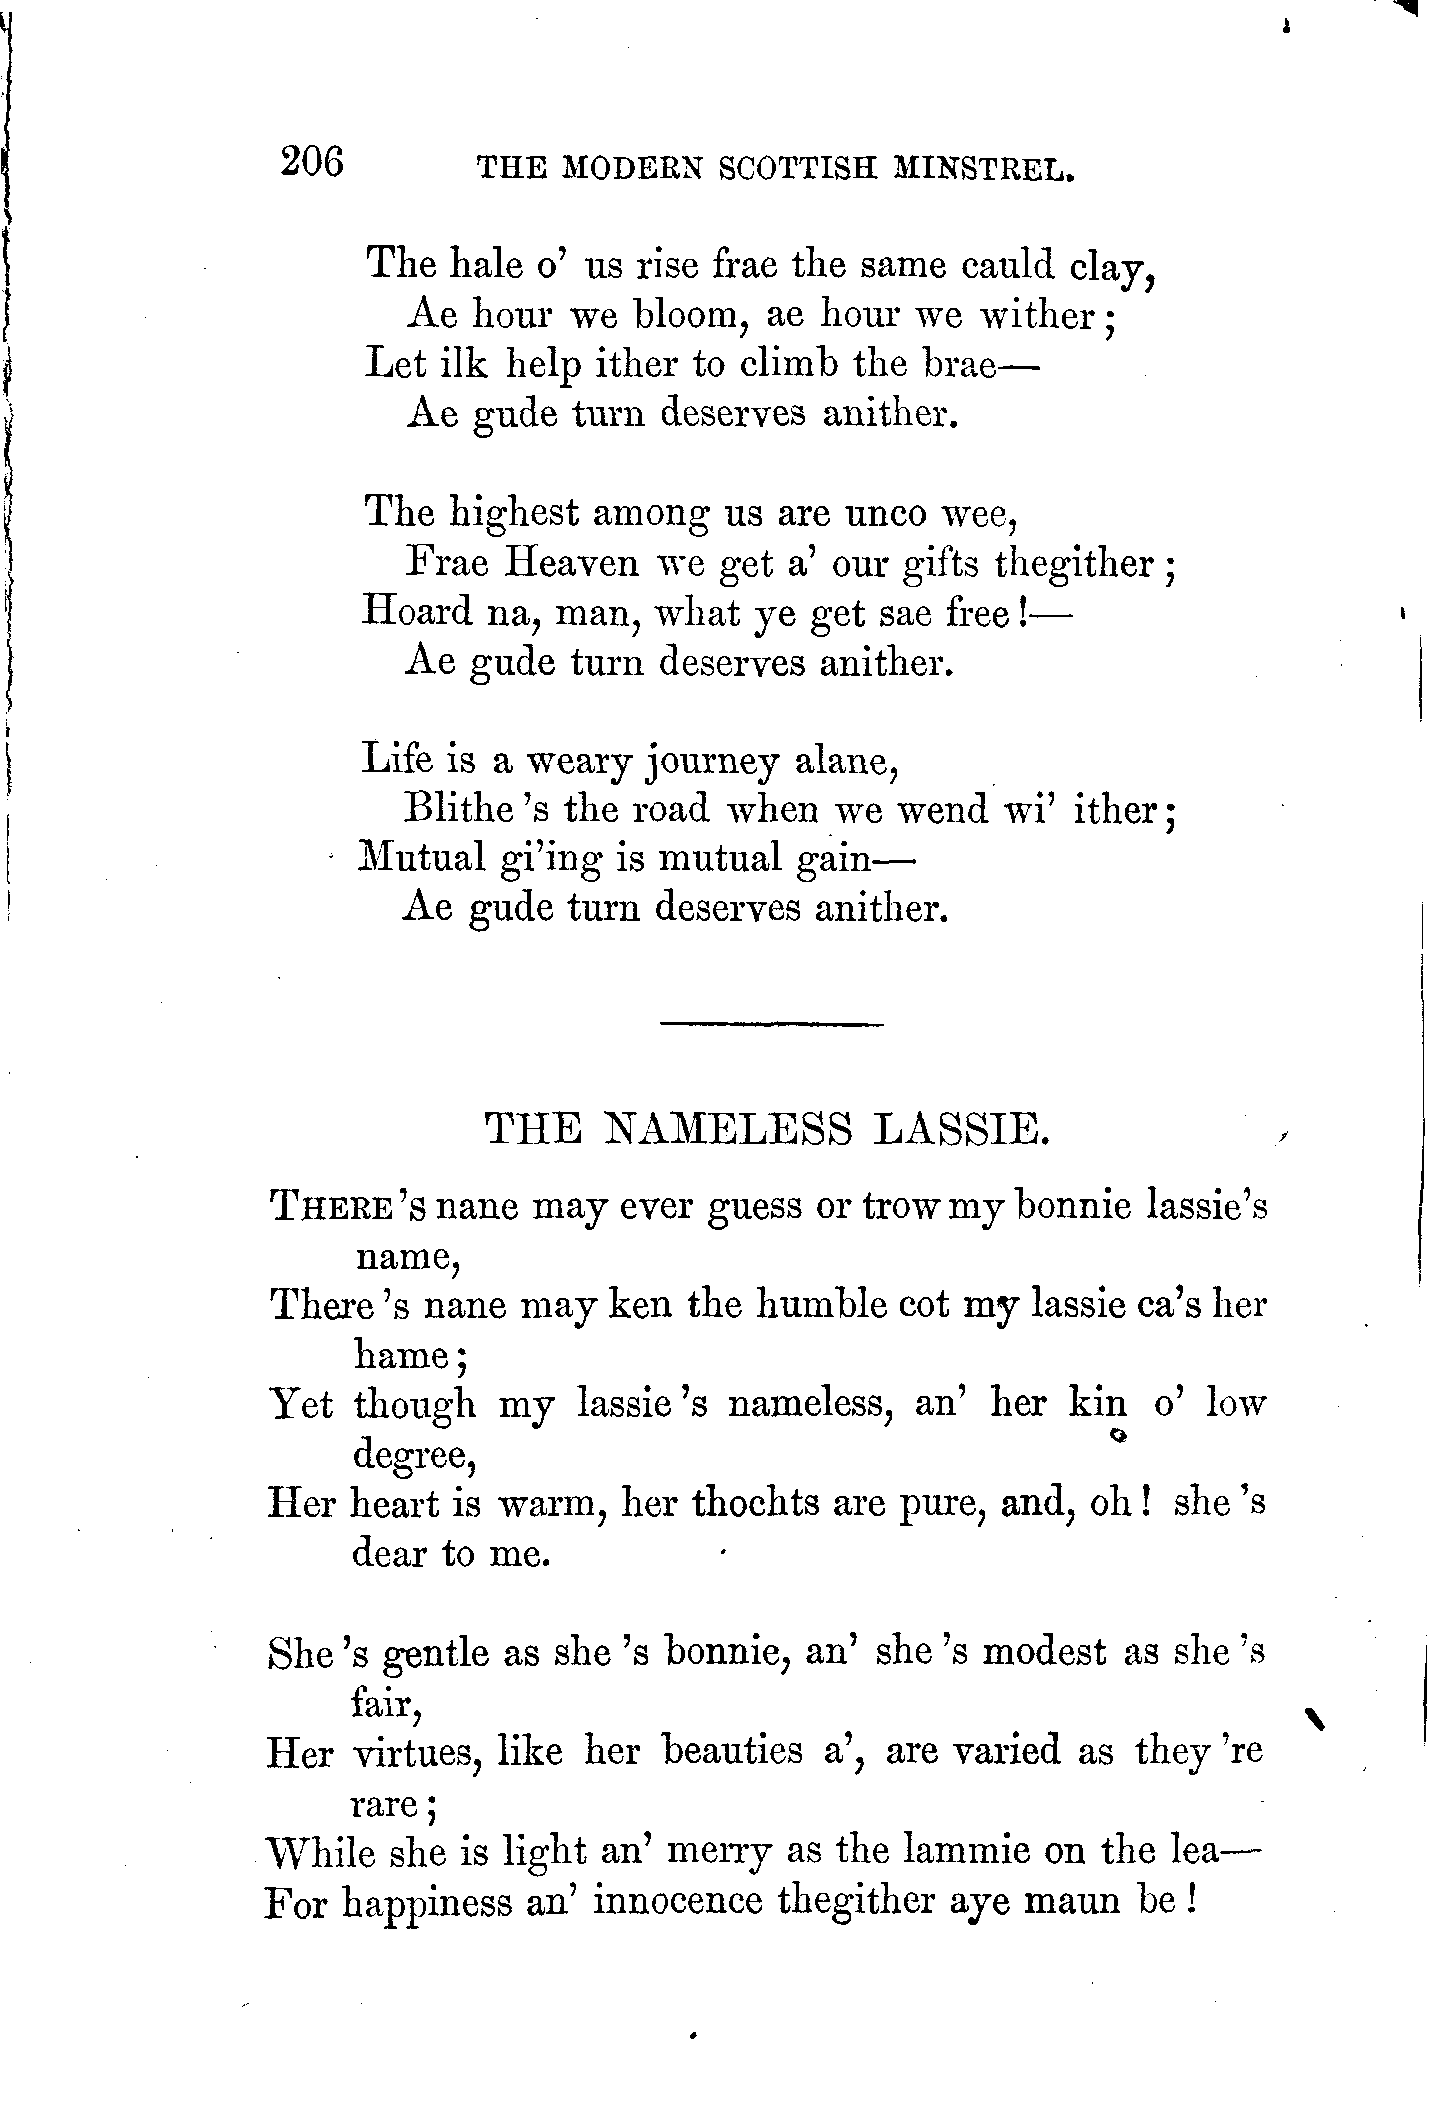 206 THE MODERN SCOTTISH MINSTREL.
The hale o' us rise frae the same cauld clay,
Ae hour we bloom, ae hour we wither;
Let ilk help ither to climb the brae—
Ae gude turn deserves anither.
The highest among us are unco wee,
Frae Heaven we get a' our gifts thegither;
Hoard na, man, what ye get sae free!—
Ae gude turn deserves anither.
Life is a weary journey alane,
Blithe 's the road when we wend wi' ither;
Mutual gi'ing is mutual gain—
Ae gude turn deserves anither.
THE NAMELESS LASSIE.
THERE 's nane may ever guess or trow my bonnie lassie's
name,
There 's nane may ken the humble cot my lassie ca's her
hame;
Yet though my lassie 's nameless, an' her kin o' low
degree,
Her heart is warm, her thochts are pure, and, oh! she 's
dear to me.
She 's gentle as she 's bonnie, an' she 's modest as she 's
fair,
Her virtues, like her beauties a', are varied as they 're
rare;
While she is light an' merry as the lammie on the lea—
For happiness an' innocence thegither aye maun be!